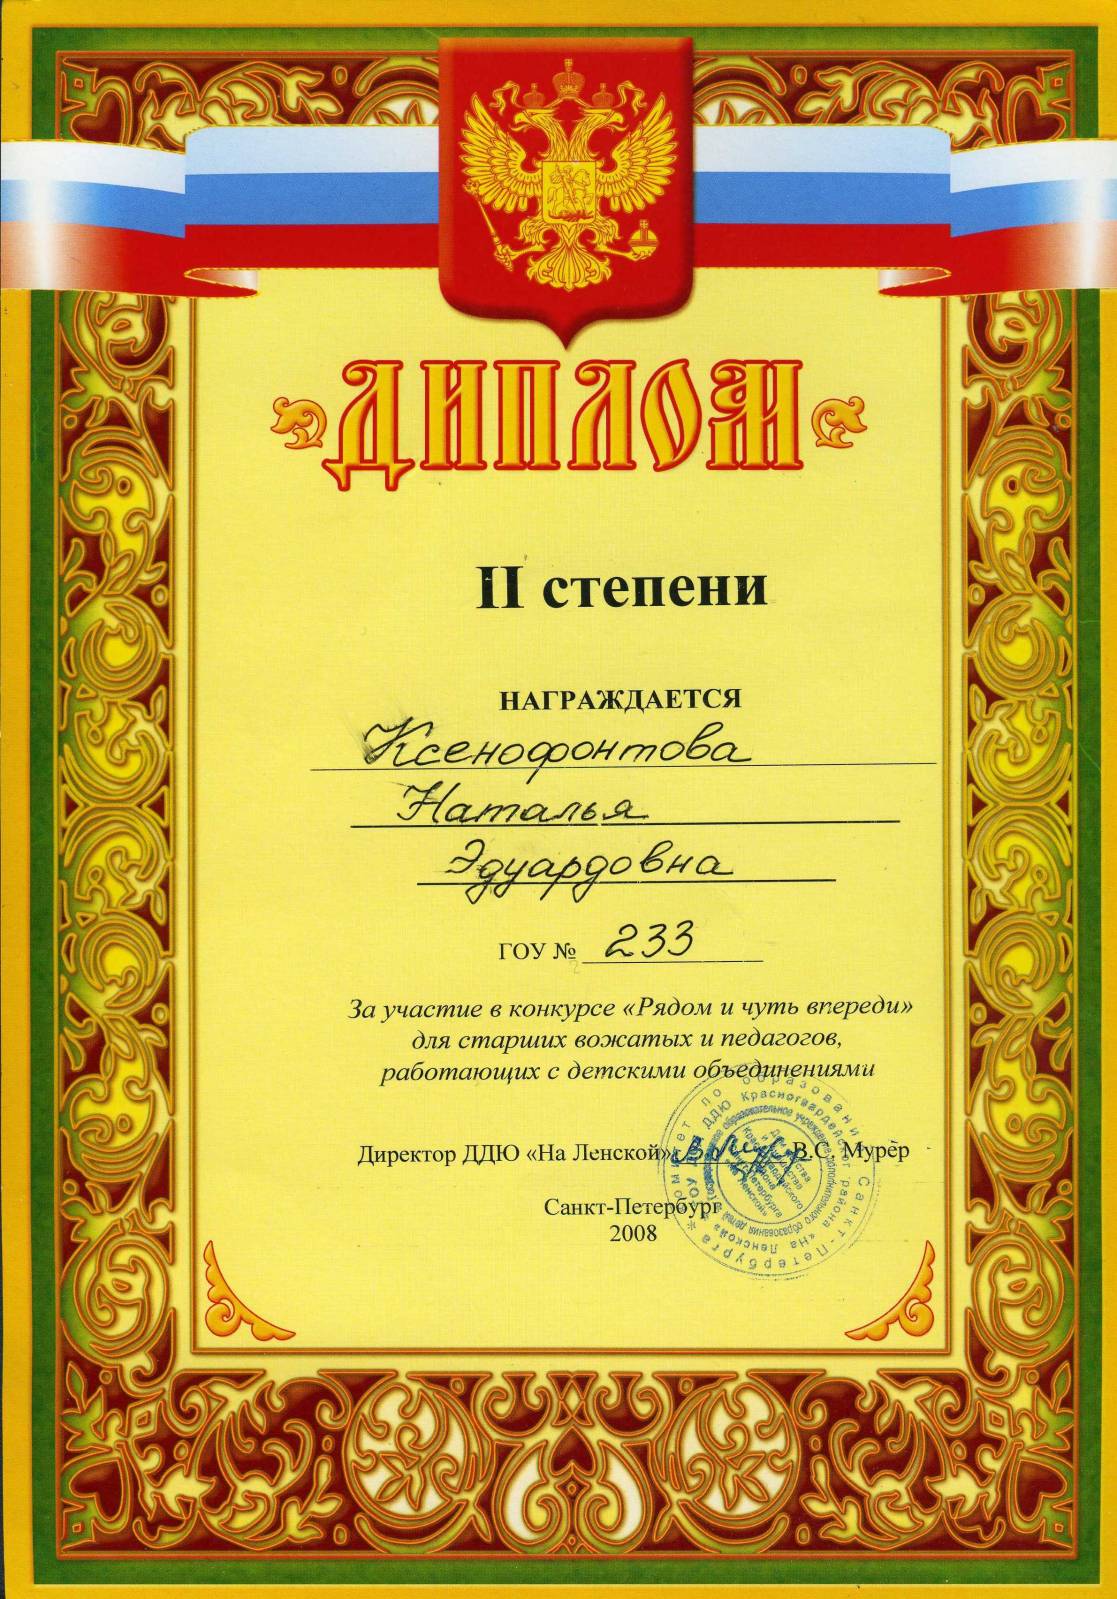 ДИПЛОМ
II степени
НАГРАЖДАЕТСЯ
Ксенофонтова
Наталья
Эдуардовна
ГОУ № 233
За участие в конкурсе «Рядом и чуть впереди»
для старших вожатых и педагогов,
работающих с детскими объединениями
Директор ДДЮ «На Ленской» В.С. Мурер
Санкт-Петербург
2008